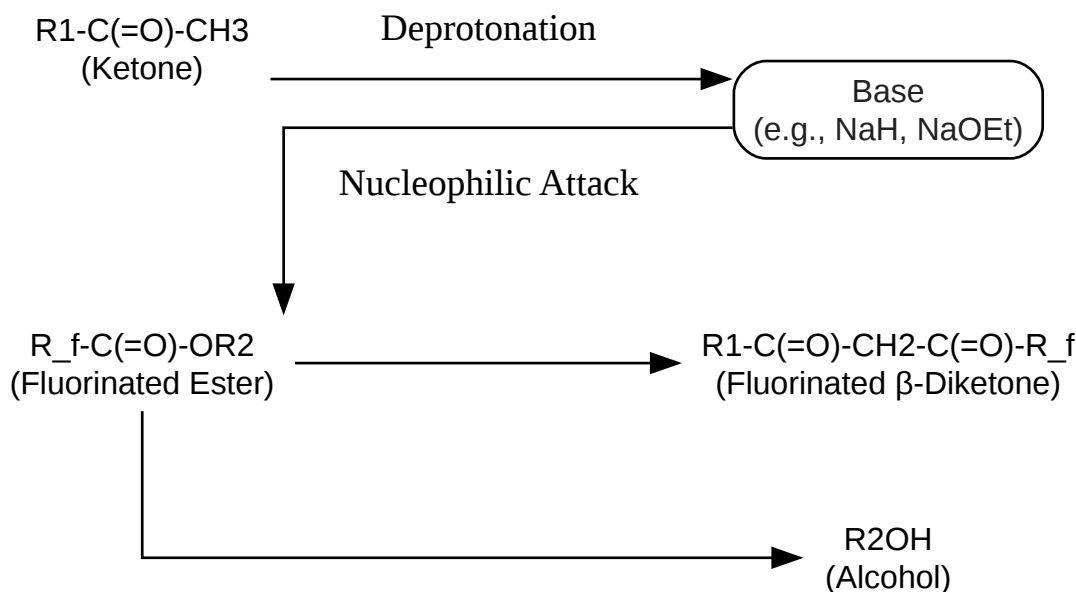 R1-C(=O)-CH3
(Ketone)
Deprotonation
Base
(e.g., NaH, NaOEt)
Nucleophilic Attack
R_f-C(=O)-OR2
(Fluorinated Ester)
R1-C(=O)-CH2-C(=O)-R_f
(Fluorinated β-Diketone)
R2OH
(Alcohol)